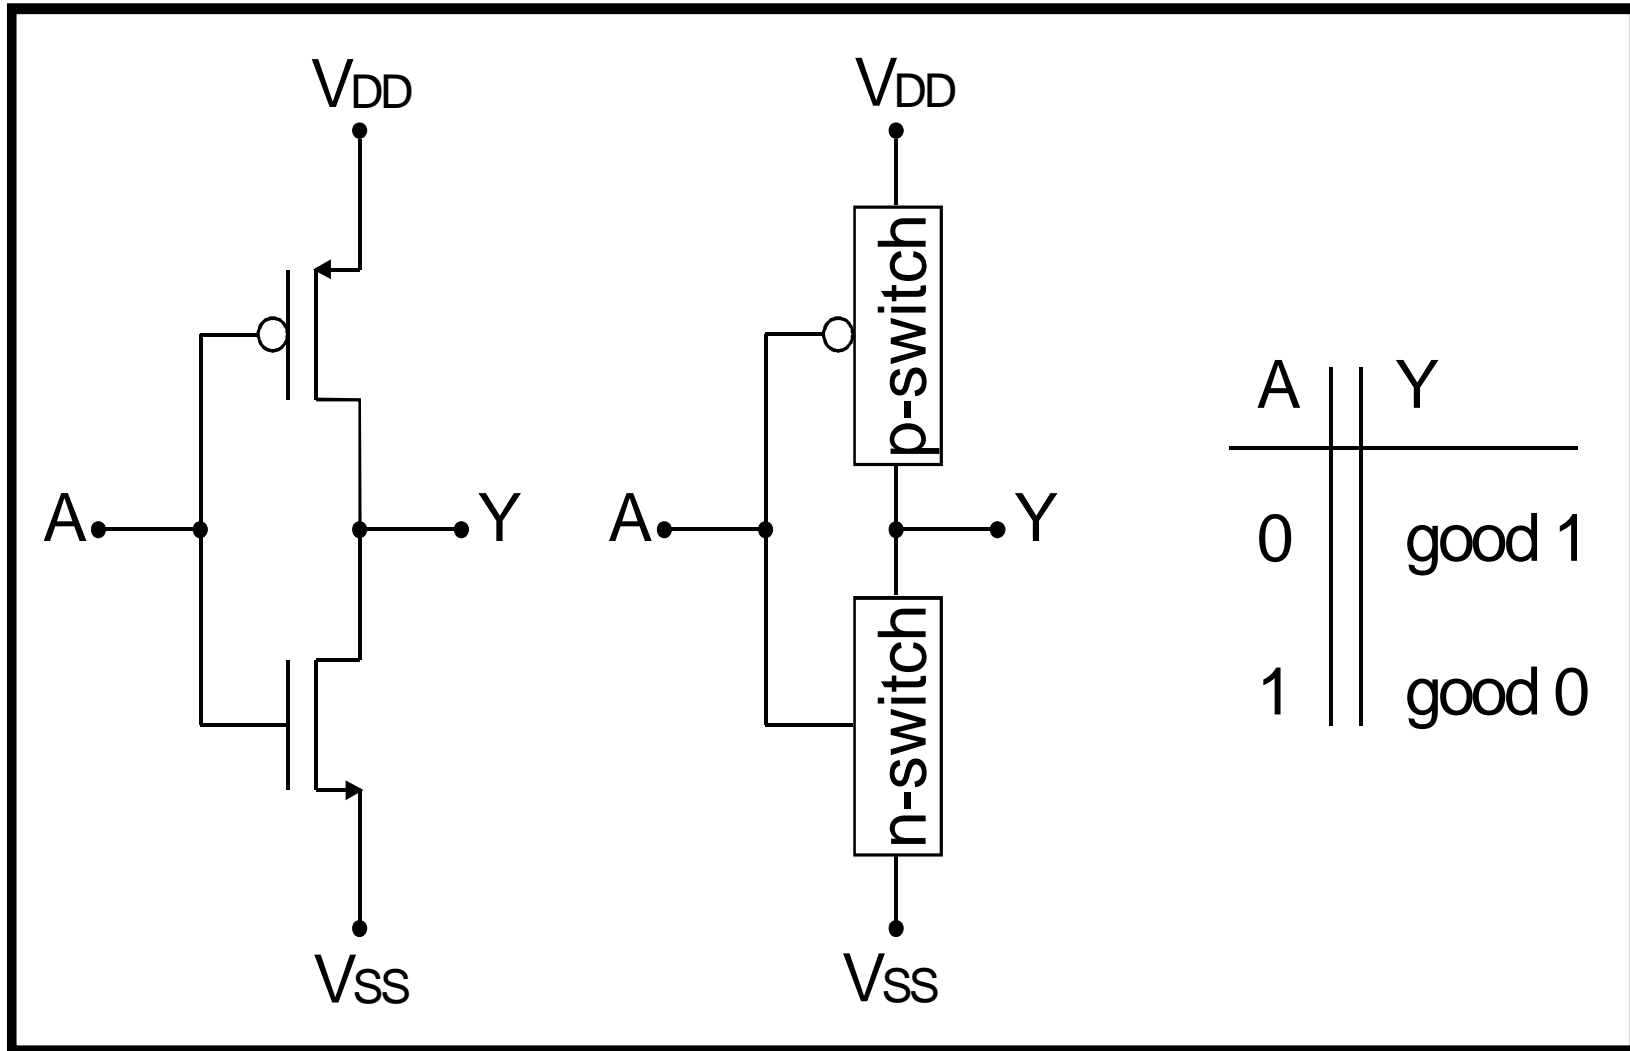 VDD
A
Y
VSS
VDD
p-switch
A
Y
n-switch
VSS
A Y
0 good 1
1 good 0